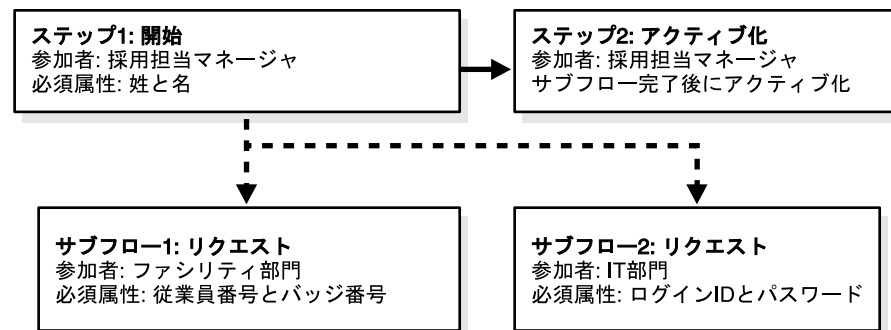 ステップ1: 開始
参加者: 採用担当マネージャ
必須属性: 姓と名
ステップ2: アクティブ化
参加者: 採用担当マネージャ
サブフロー完了後にアクティブ化
サブフロー1: リクエスト
参加者: ファシリティ部門
必須属性: 従業員番号とバッジ番号
サブフロー2: リクエスト
参加者: IT部門
必須属性: ログインIDとパスワード